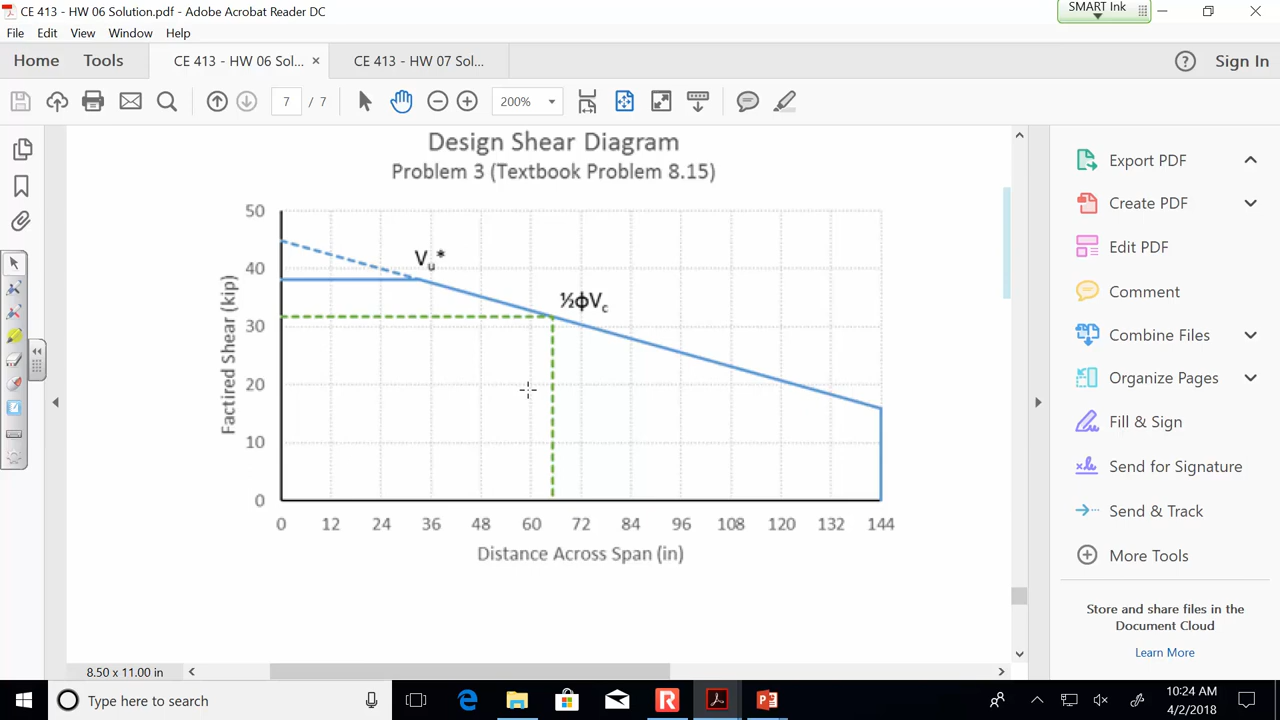 CE 413 - HW 06 Solution.pdf - Adobe Acrobat Reader DC
SMART Ink
File Edit View Window Help
Home Tools CE 413 - HW 06 Sol... × CE 413 - HW 07 Sol... Sign In
7 / 7 200%
Design Shear Diagram
Problem 3 (Textbook Problem 8.15)
50
40
30
20
10
0
Factired Shear (kip)
Vu*
½ϕVc
0 12 24 36 48 60 72 84 96 108 120 132 144
Distance Across Span (in)
Export PDF
Create PDF
Edit PDF
Comment
Combine Files
Organize Pages
Fill & Sign
Send for Signature
Send & Track
More Tools
Store and share files in the
Document Cloud
Learn More
8.50 x 11.00 in
Type here to search
10:24 AM
4/2/2018